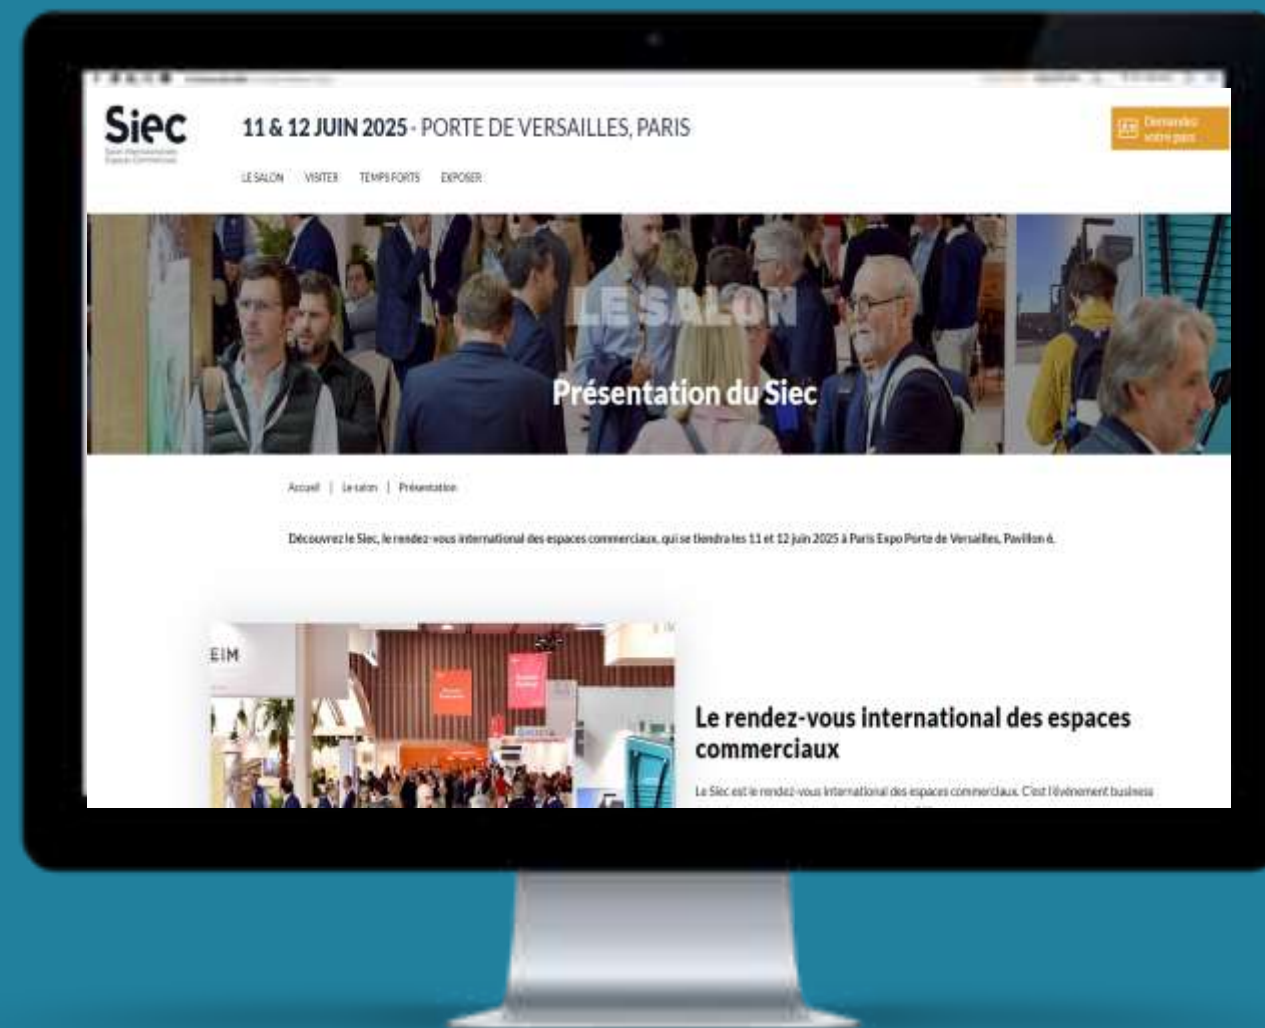 Siec
11 & 12 JUIN 2025 - PORTE DE VERSAILLES, PARIS
Demandez
votre pass
LE SALON VISITER TEMPS FORTS EXPOSER
LE SALON
Présentation du Siec
Accueil | Le salon | Présentation
Découvrez le Siec, le rendez-vous international des espaces commerciaux, qui se tiendra les 11 et 12 juin 2025 à Paris Expo Porte de Versailles, Pavillon 6.
EIM
Le rendez-vous international des espaces
commerciaux
Le Siec est le rendez-vous international des espaces commerciaux. C'est l'événement business